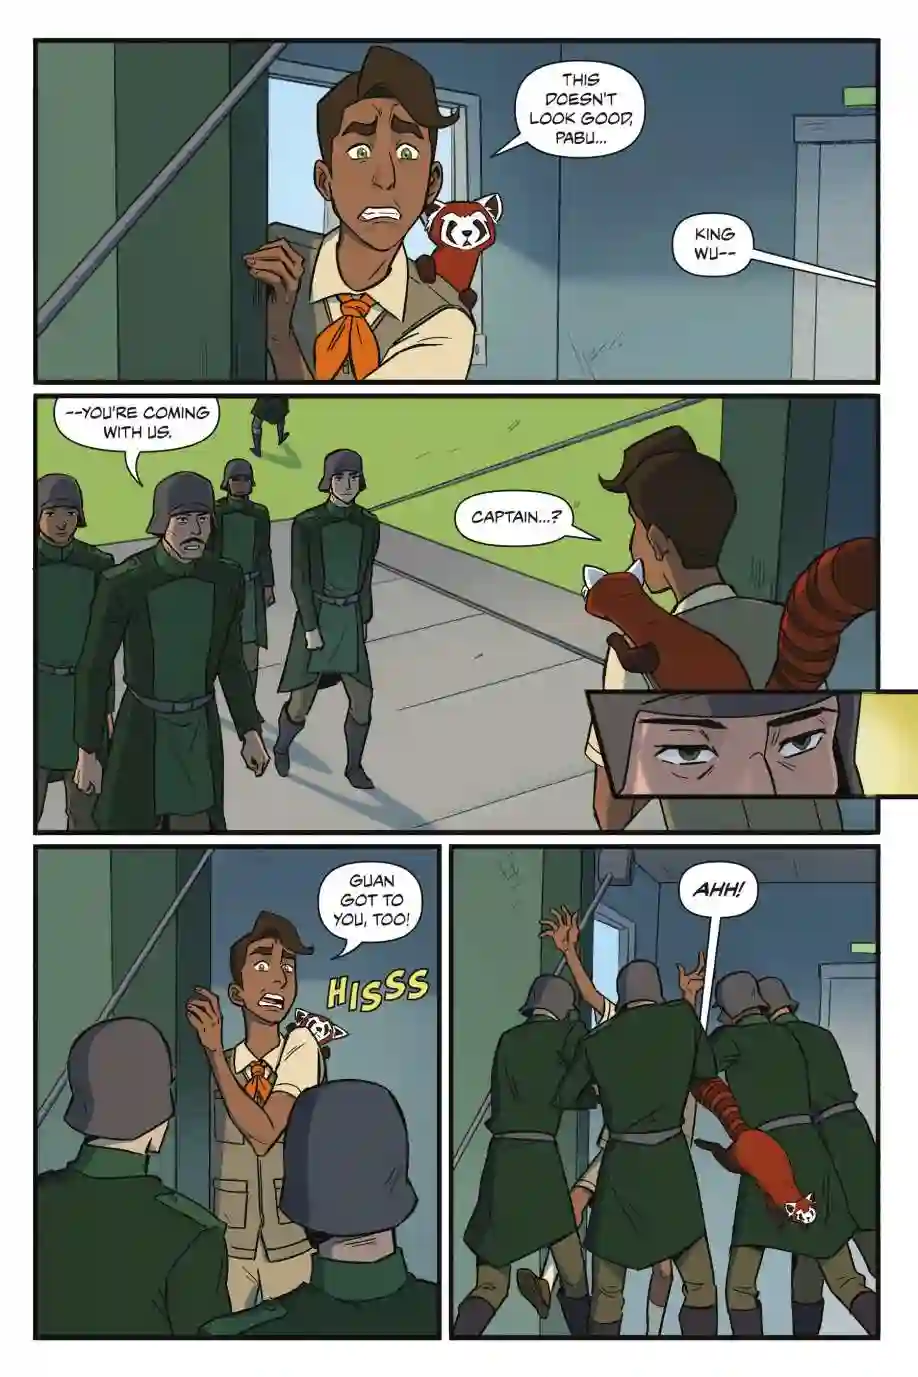 THIS
DOESN'T
LOOK GOOD,
PABU...
KING
WU--
--YOU'RE COMING
WITH US.
CAPTAIN...?
GUAN
GOT TO
YOU, TOO!
HISSS
AHH!